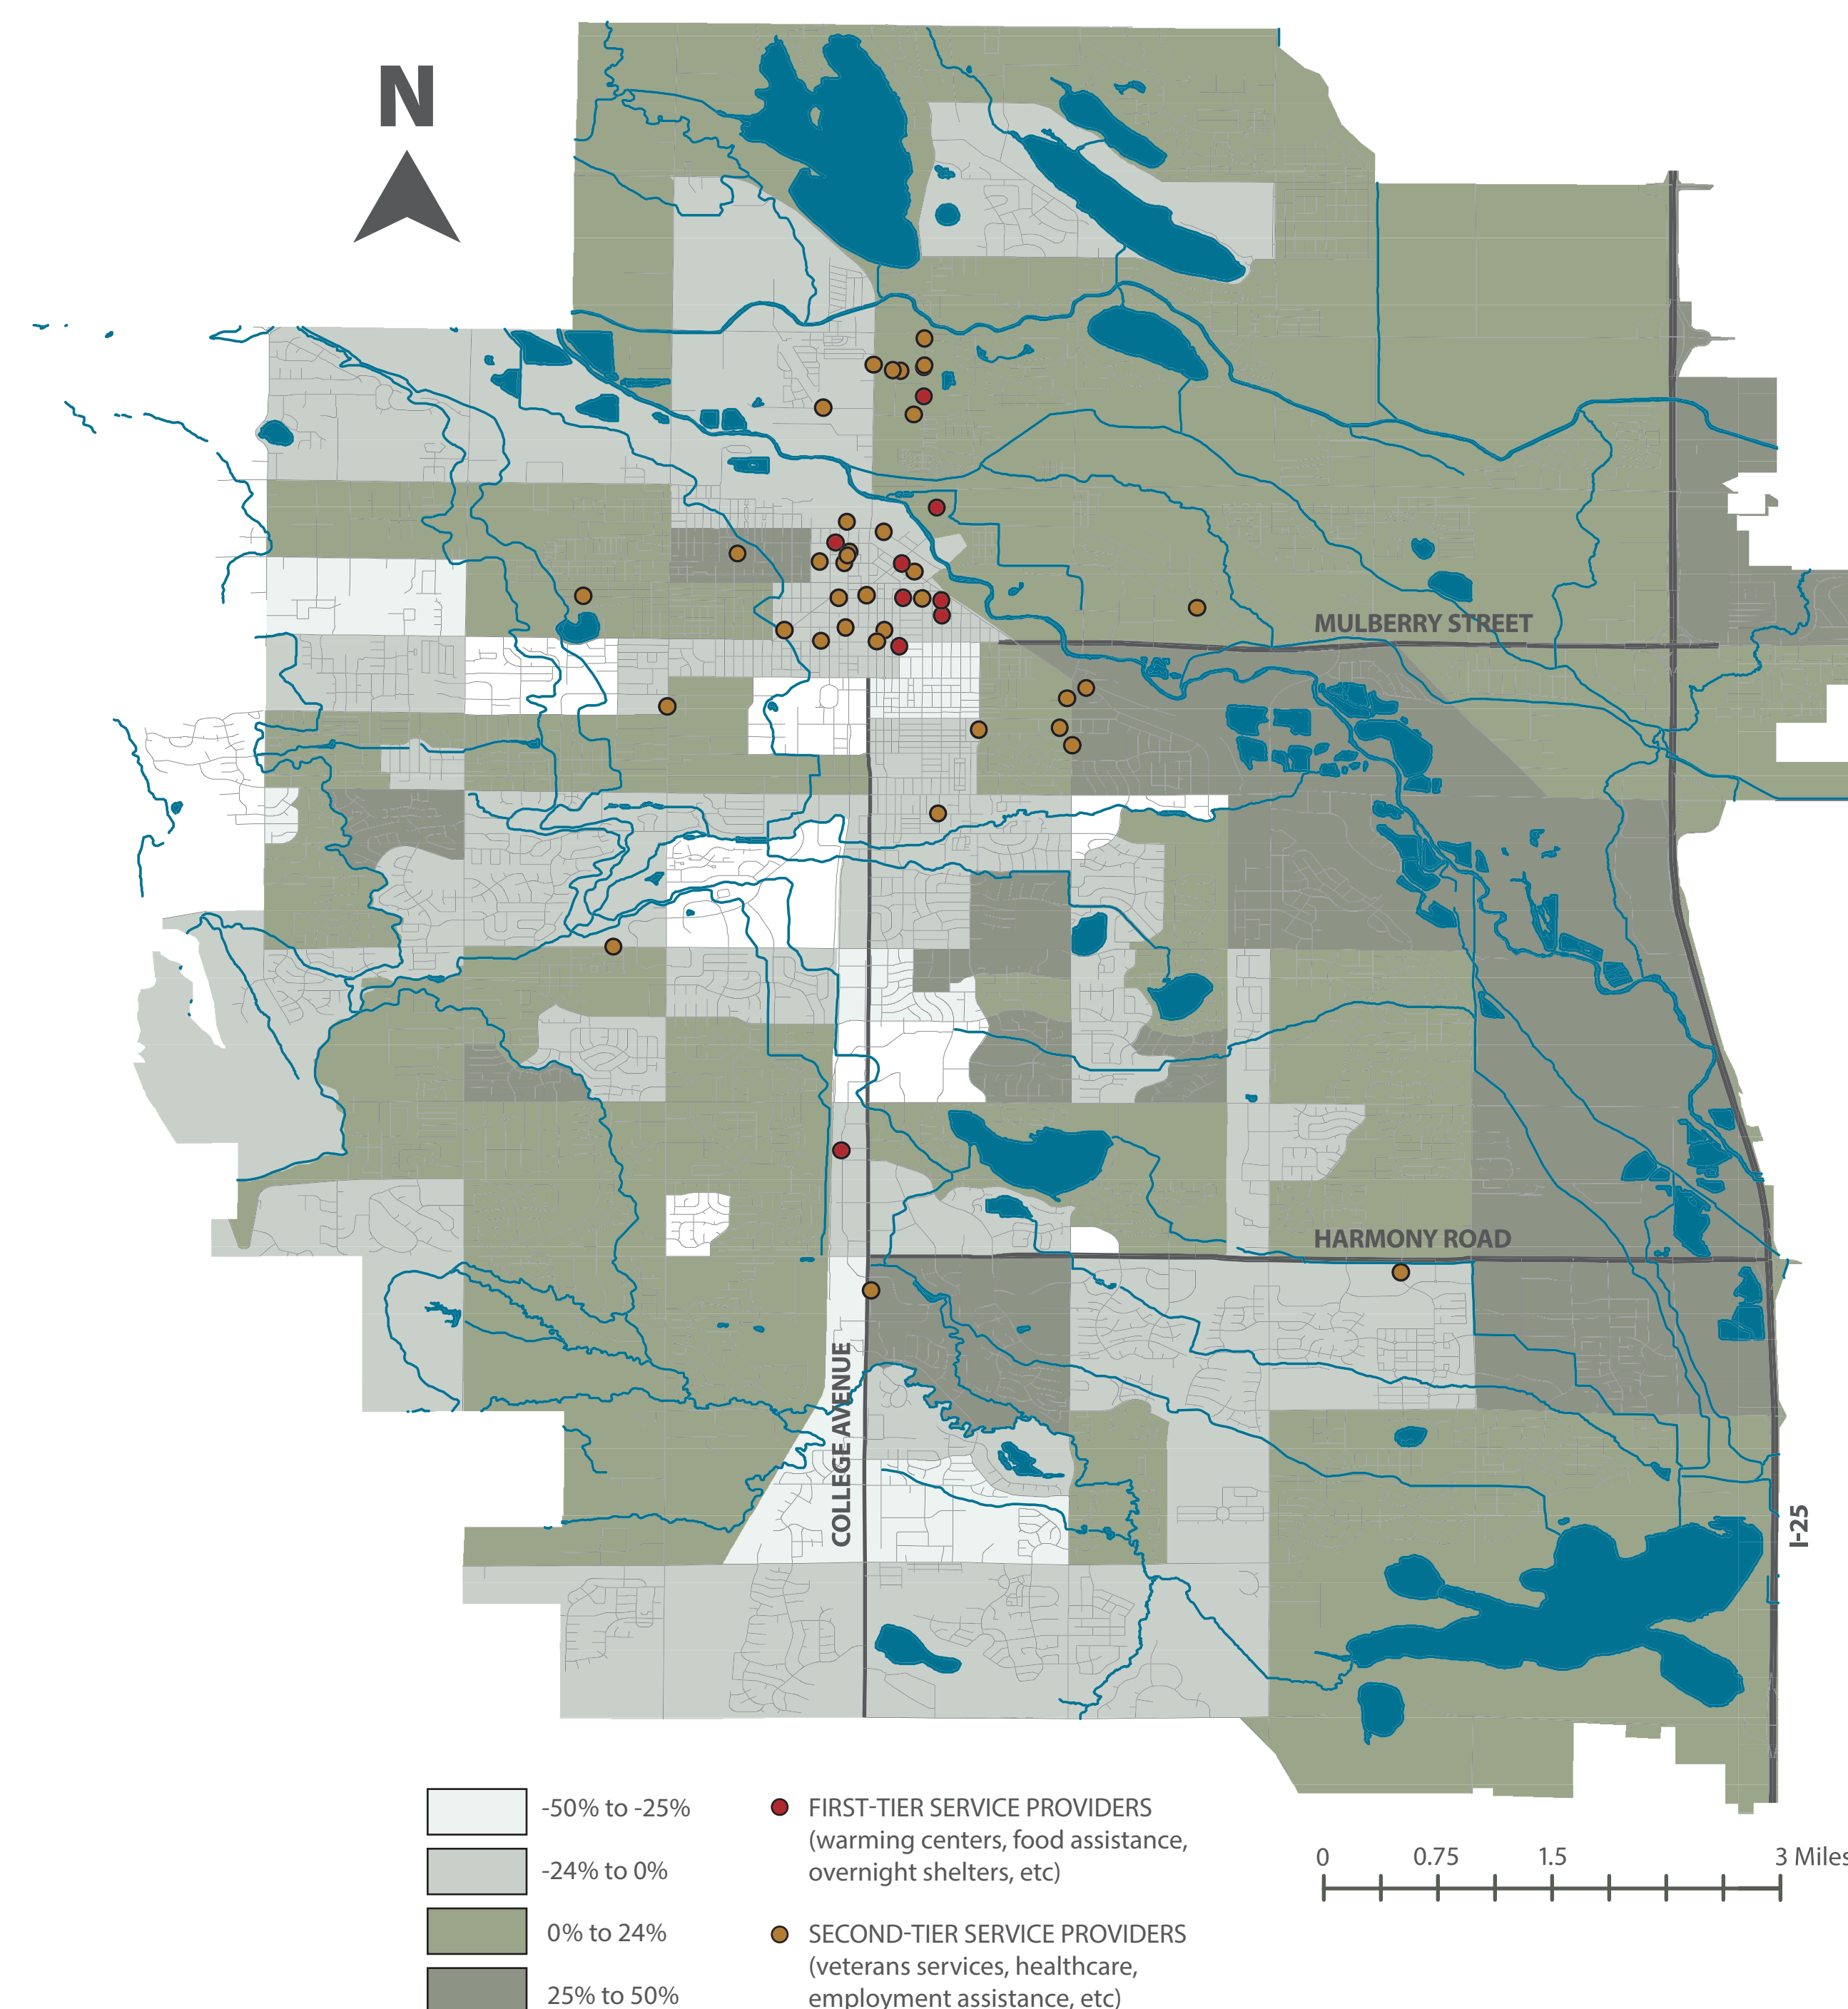 N
MULBERRY STREET
HARMONY ROAD
COLLEGE AVENUE
I-25
-50% to -25%
-24% to 0%
0% to 24%
25% to 50%
FIRST-TIER SERVICE PROVIDERS
(warming centers, food assistance,
overnight shelters, etc)
SECOND-TIER SERVICE PROVIDERS
(veterans services, healthcare,
employment assistance, etc)
0 0.75 1.5 3 Miles